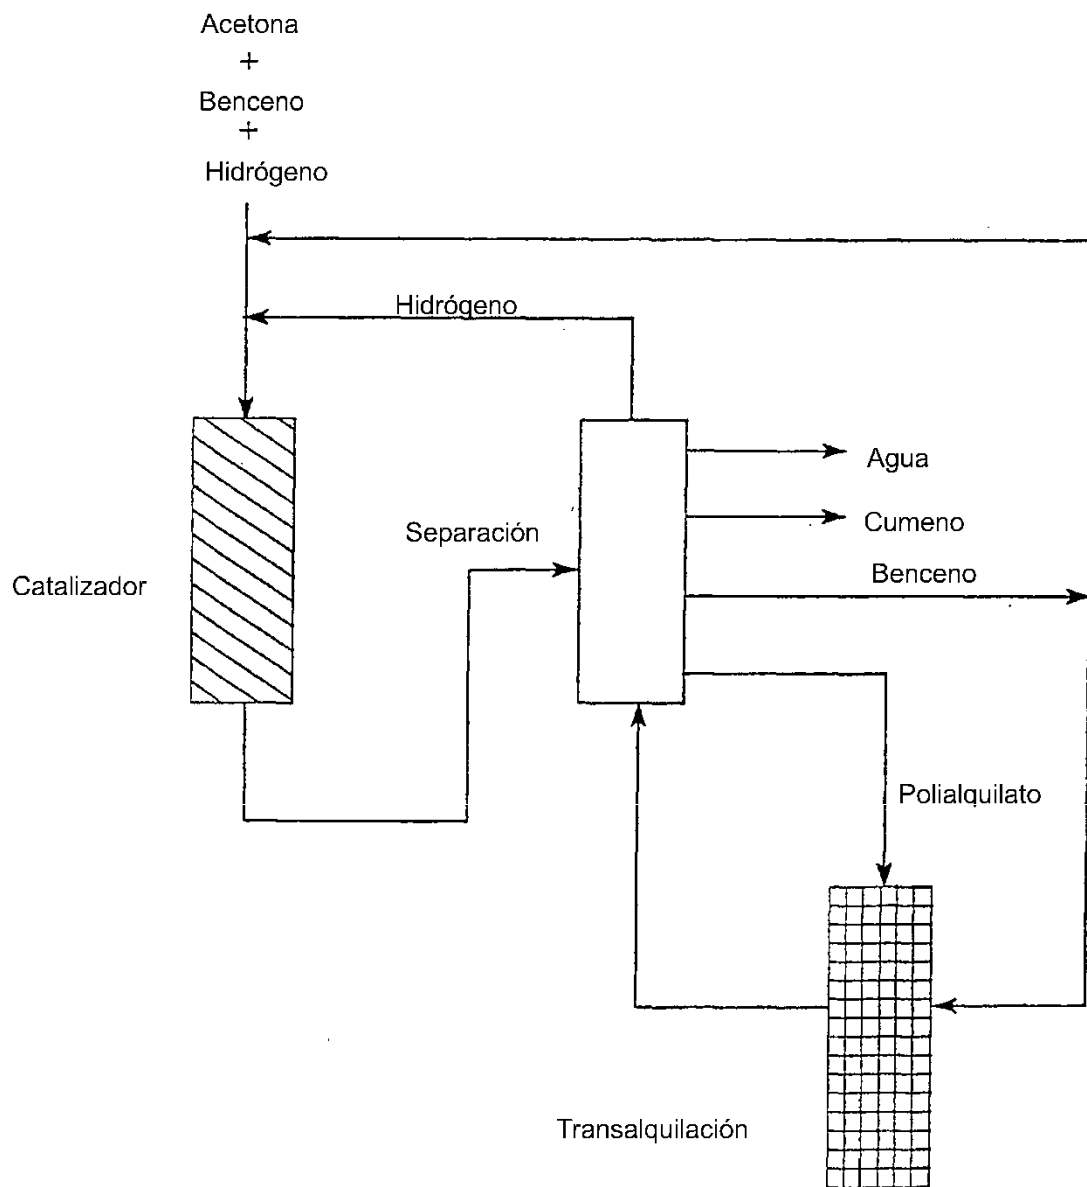 Acetona
+
Benceno
+
Hidrógeno
Hidrógeno
Agua
Cumeno
Separación
Benceno
Catalizador
Polialquilato
Transalquilación